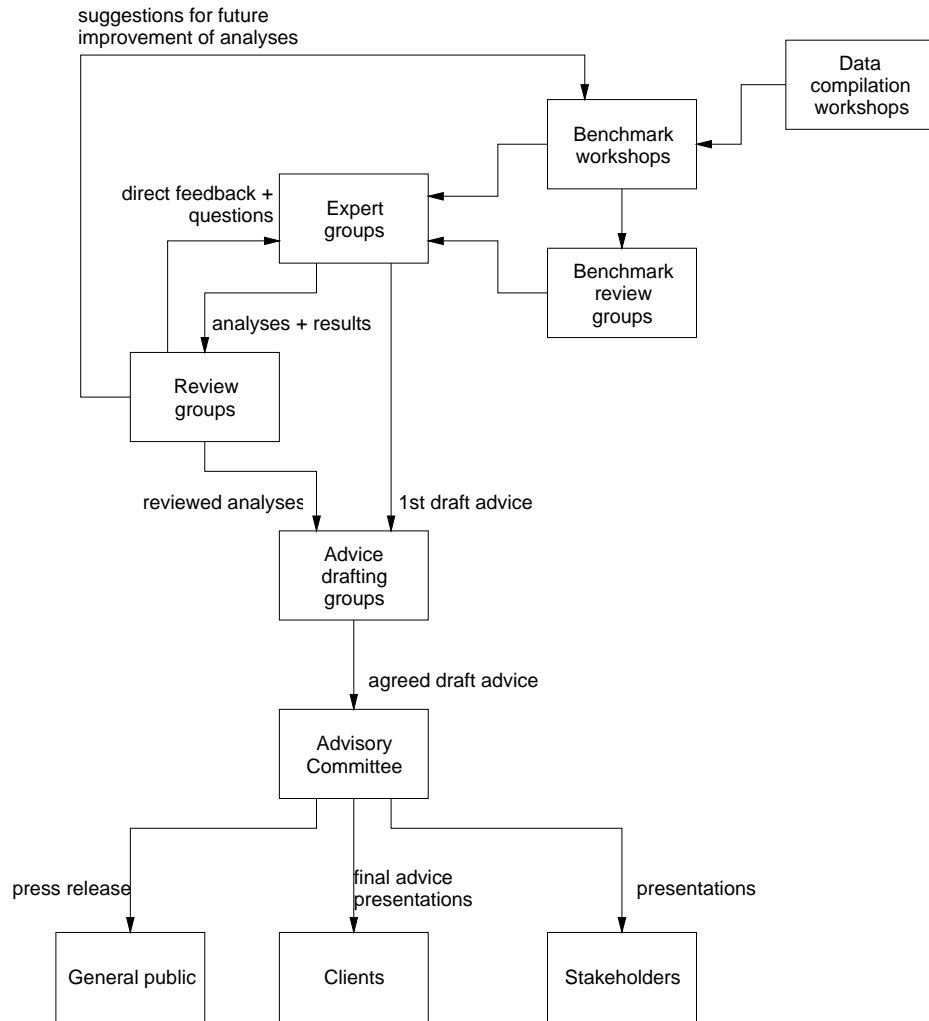 suggestions for future
improvement of analyses
Data
compilation
workshops
Benchmark
workshops
direct feedback +
questions
Expert
groups
Benchmark
review
groups
analyses + results
Review
groups
reviewed analyses
1st draft advice
Advice
drafting
groups
agreed draft advice
Advisory
Committee
press release
final advice
presentations
presentations
General public
Clients
Stakeholders